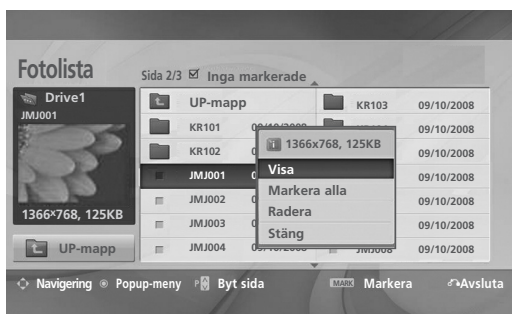 Fotolista
Sida 2/3 Inga markerade
Drive1
JMJ001
1366x768, 125KB
UP-mapp
UP-mapp
KR101
KR102
JMJ001
JMJ002
JMJ003
JMJ004
KR103 09/10/2008
09/10/2008
09/10/2008
09/10/2008
09/10/2008
09/10/2008
JMJ008 09/10/2008
1366x768, 125KB
Visa
Markera alla
Radera
Stäng
Navigering Popup-meny P Byt sida MARK Markera Avsluta